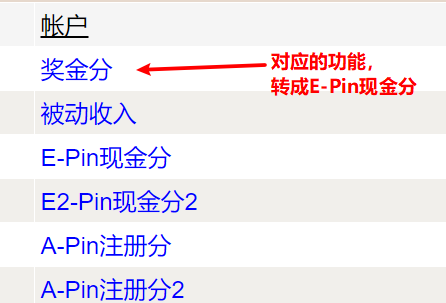 帐户
奖金分
对应的功能，
转成E-Pin现金分
被动收入
E-Pin现金分
E2-Pin现金分2
A-Pin注册分
A-Pin注册分2